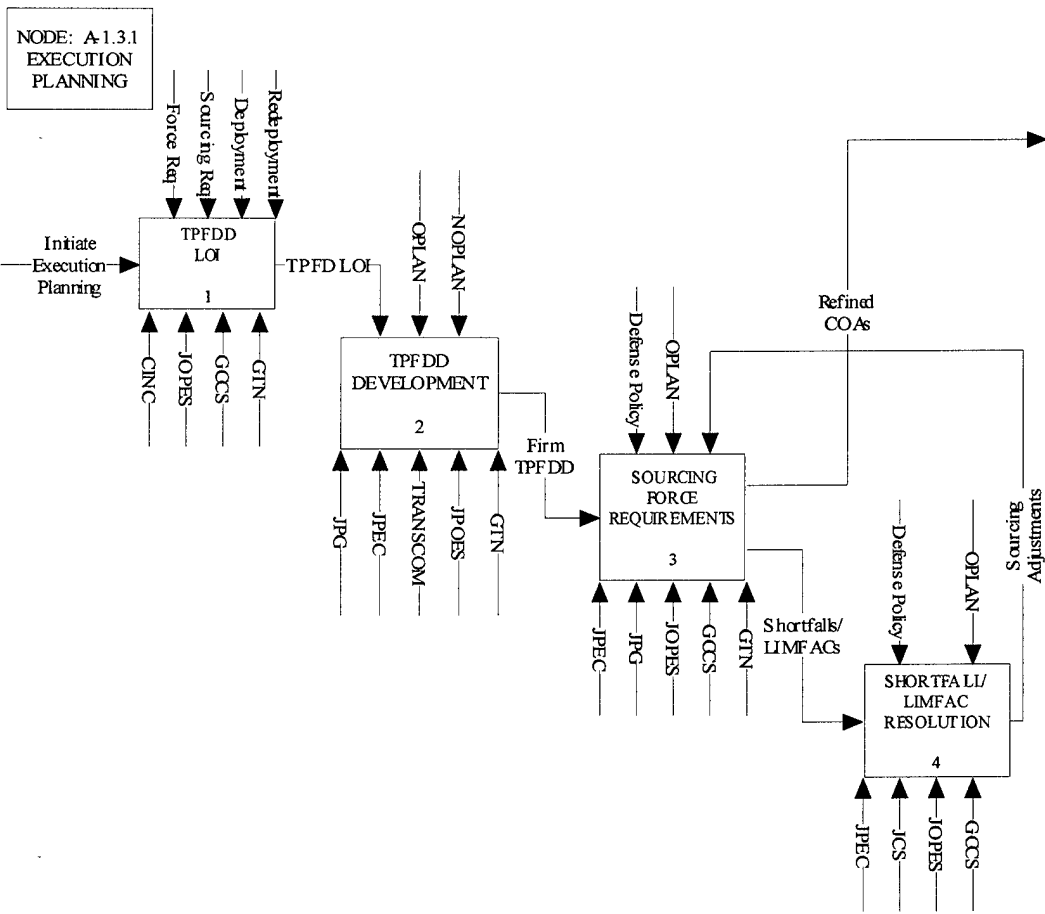 NODE: A-1.3.1
EXECUTION
PLANNING
Force Req
Sourcing Req
Deployment
Redeployment
Initiate
Execution
Planning
TPFDD
LOI
1
TPFD LOI
CINC
JOPES
GCCS
GTN
OPLAN
NOPLAN
TPFDD
DEVELOPMENT
2
Firm
TPFDD
JPG
JPEC
TRANSCOM
JPOES
GTN
Defense Policy
OPLAN
SOURCING
FORCE
REQUIREMENTS
3
Refined
COAs
JPEC
JPG
JOPES
GCCS
GTN
Shortfalls/
LIMFACs
Defense Policy
OPLAN
Sourcing
Adjustments
SHORTFALL/
LIMFAC
RESOLUTION
4
JPEC
JCS
JOPES
GCCS